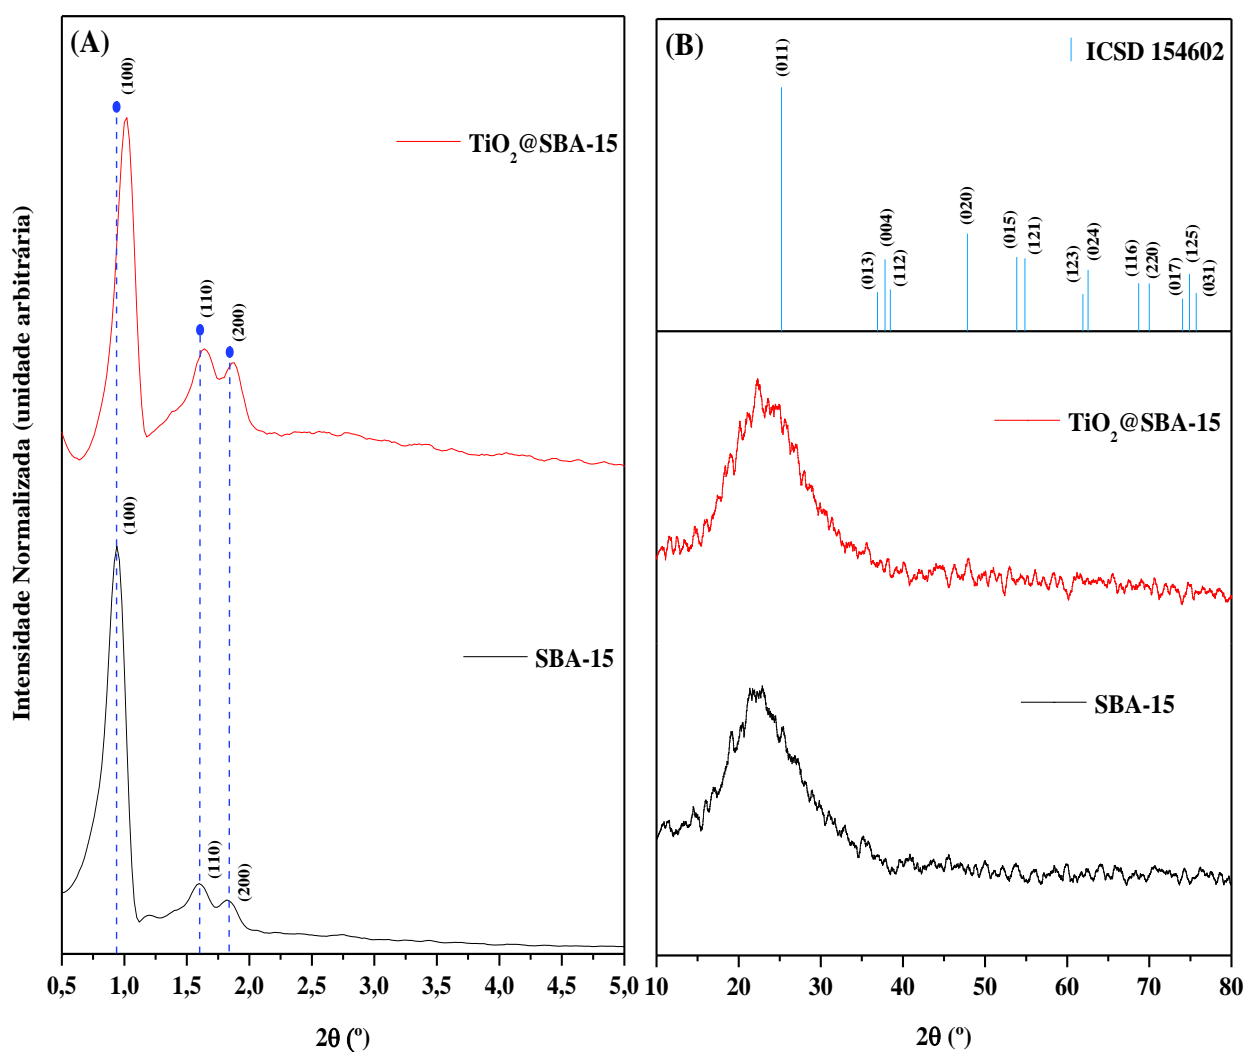 Intensidade Normalizada (unidade arbitrária)
(A)
(100)
TiO2@SBA-15
(110)
(200)
(100)
SBA-15
(110)
(200)
0,5 1,0 1,5 2,0 2,5 3,0 3,5 4,0 4,5 5,0
2θ (º)
(B)
ICSD 154602
(011)
(013)
(004)
(112)
(020)
(015)
(121)
(123)
(024)
(116)
(220)
(017)
(125)
(031)
TiO2@SBA-15
SBA-15
10 20 30 40 50 60 70 80
2θ (º)